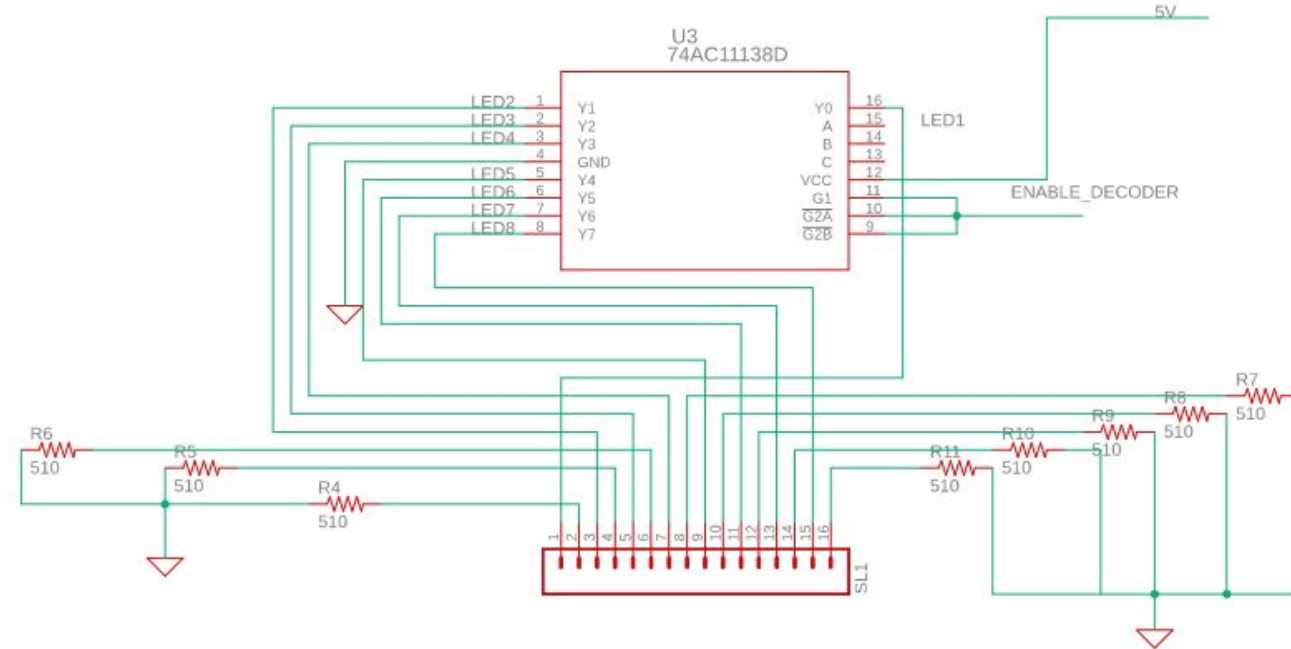 5V
U3
74AC11138D
LED2 1 Y1 Y0 16
LED3 2 Y2 A 15 LED1
LED4 3 Y3 B 14
4 GND C 13
LED5 5 Y4 VCC 12
LED6 6 Y5 G1 11 ENABLE_DECODER
LED7 7 Y6 G2A 10
LED8 8 Y7 G2B 9
R7
510
R8
510
R9
510
R6
510
R10
510
R5
510
R11
510
R4
510
1 2 3 4 5 6 7 8 9 10 11 12 13 14 15 16
SL1